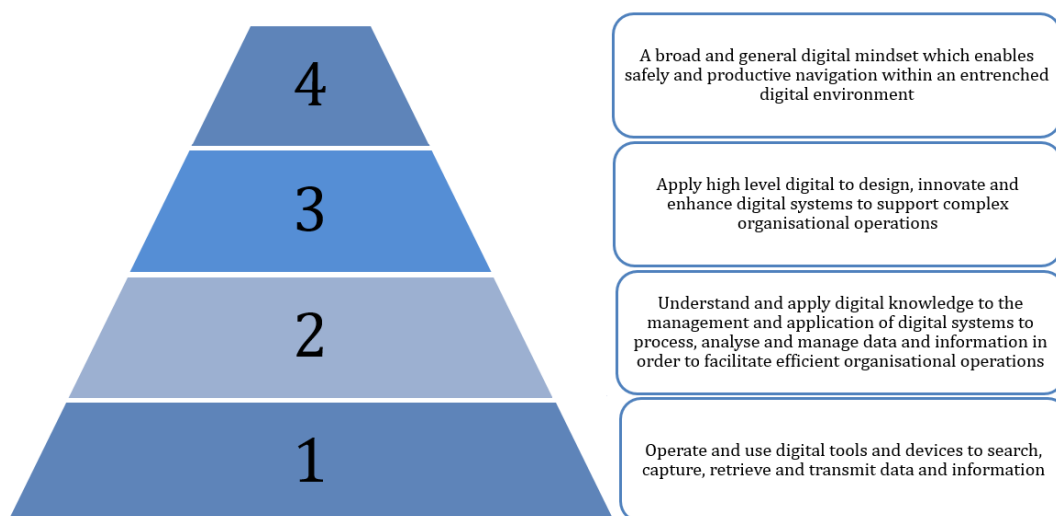 4
A broad and general digital mindset which enables
safely and productive navigation within an entrenched
digital environment
3
Apply high level digital to design, innovate and
enhance digital systems to support complex
organisational operations
2
Understand and apply digital knowledge to the
management and application of digital systems to
process, analyse and manage data and information in
order to facilitate efficient organisational operations
1
Operate and use digital tools and devices to search,
capture, retrieve and transmit data and information